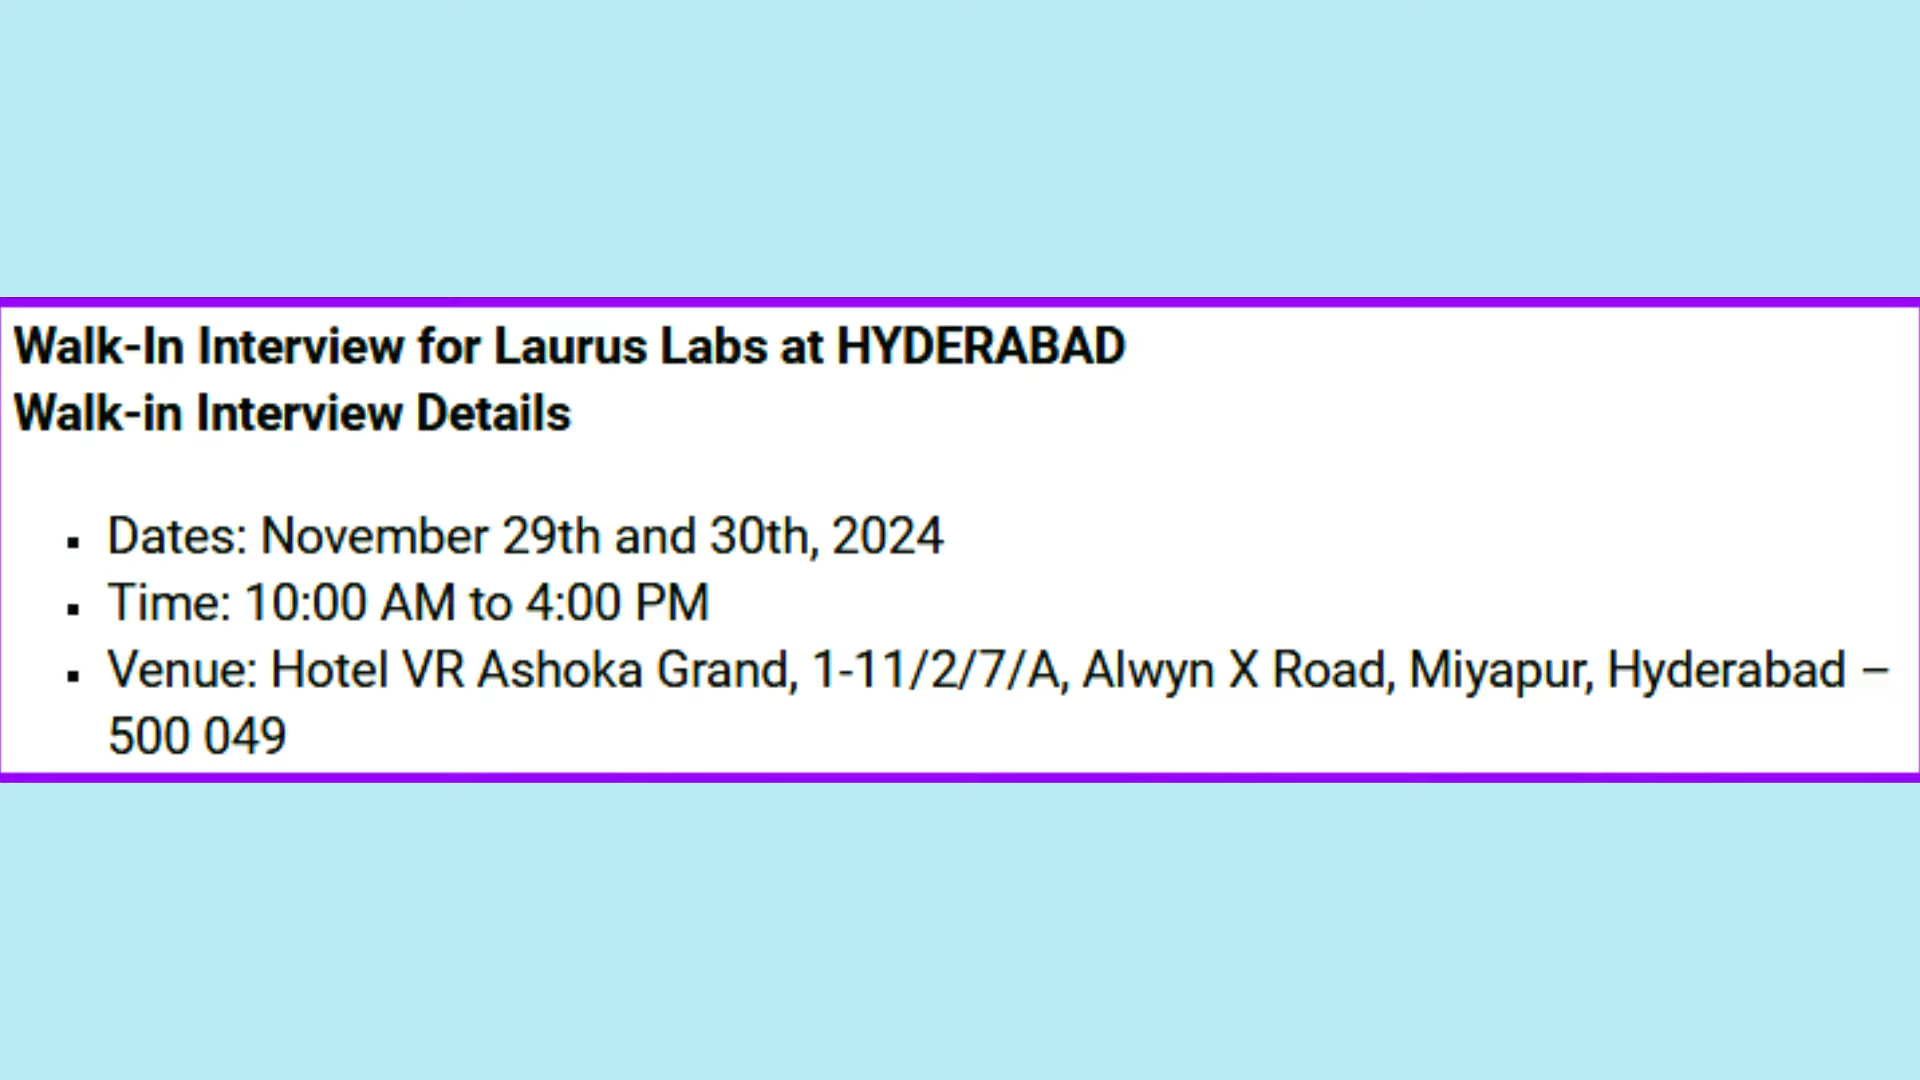 Walk-In Interview for Laurus Labs at HYDERABAD
Walk-in Interview Details
▪ Dates: November 29th and 30th, 2024
▪ Time: 10:00 AM to 4:00 PM
▪ Venue: Hotel VR Ashoka Grand, 1-11/2/7/A, Alwyn X Road, Miyapur, Hyderabad –
500 049